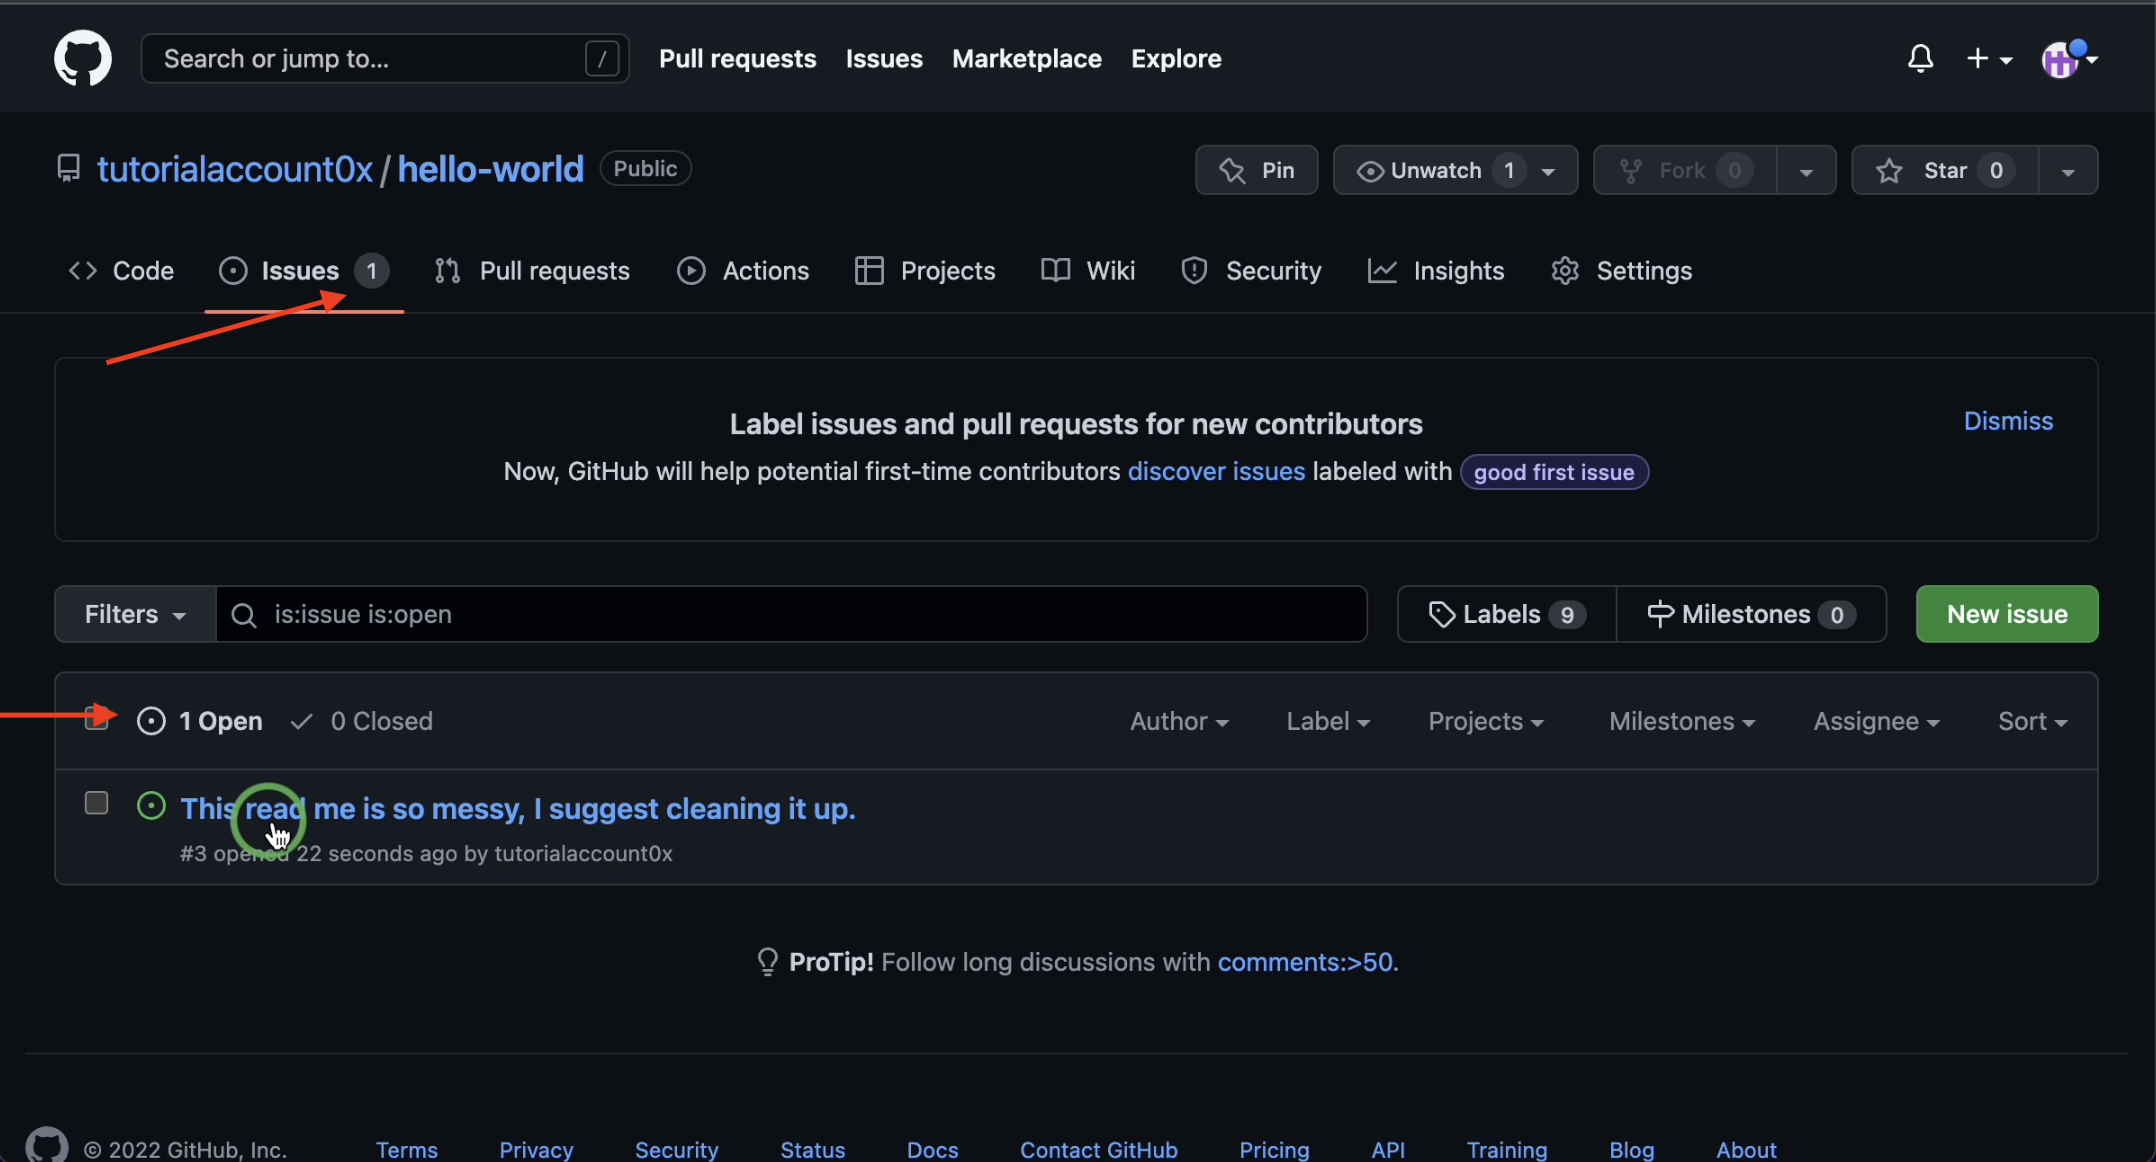 Search or jump to... / Pull requests Issues Marketplace Explore
tutorialaccount0x / hello-world Public Pin Unwatch 1 Fork 0 Star 0
Code Issues 1 Pull requests Actions Projects Wiki Security Insights Settings
Label issues and pull requests for new contributors
Dismiss
Now, GitHub will help potential first-time contributors discover issues labeled with good first issue
Filters is:issue is:open Labels 9 Milestones 0 New issue
1 Open 0 Closed Author Label Projects Milestones Assignee Sort
This read me is so messy, I suggest cleaning it up.
#3 opened 22 seconds ago by tutorialaccount0x
ProTip! Follow long discussions with comments:>50.
© 2022 GitHub, Inc. Terms Privacy Security Status Docs Contact GitHub Pricing API Training Blog About